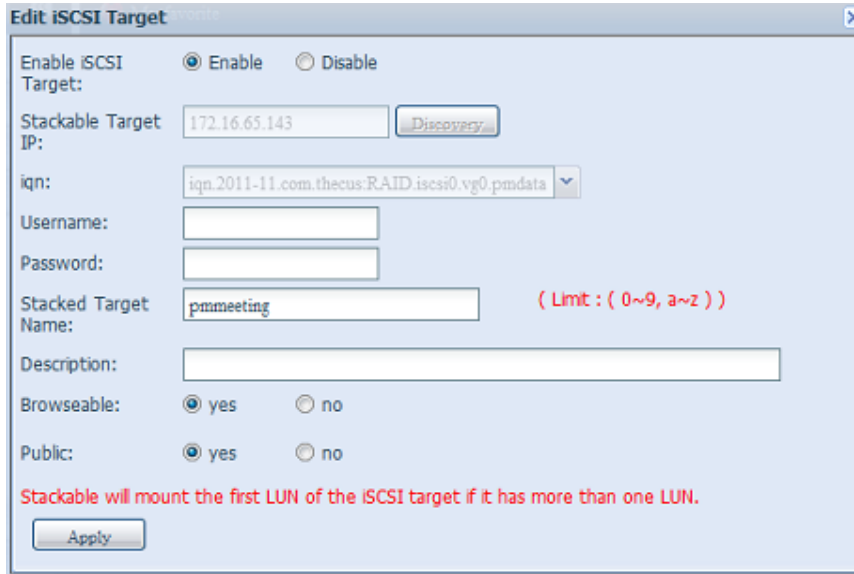 Edit iSCSI Target
Enable iSCSI Target: Enable Disable
Stackable Target IP: 172.16.65.143 Discovery
iqn: iqn.2011-11.com.thecus:RAID.iscsi0.vg0.pmdata
Username:
Password:
Stacked Target Name: pmmeeting ( Limit : ( 0~9, a~z ) )
Description:
Browseable: yes no
Public: yes no
Stackable will mount the first LUN of the iSCSI target if it has more than one LUN.
Apply